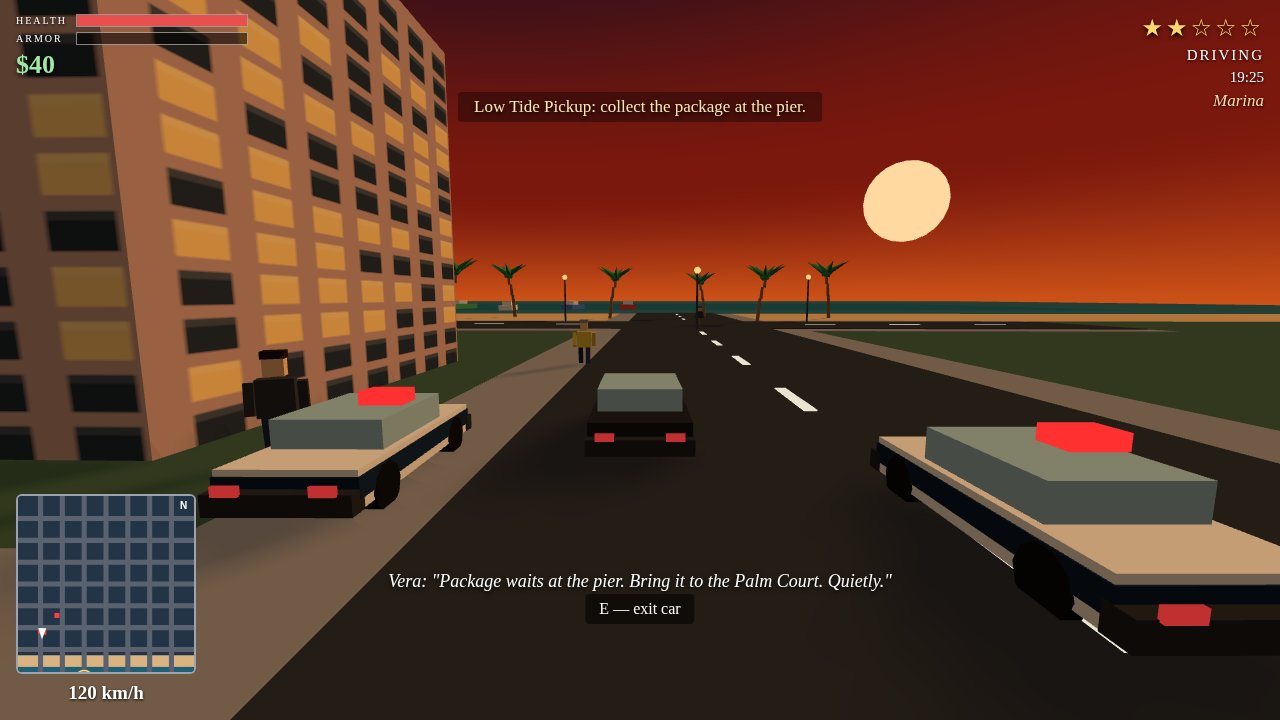 HEALTH
ARMOR
$40
★★☆☆☆
DRIVING
19:25
Marina
Low Tide Pickup: collect the package at the pier.
N
Vera: "Package waits at the pier. Bring it to the Palm Court. Quietly."
E — exit car
120 km/h